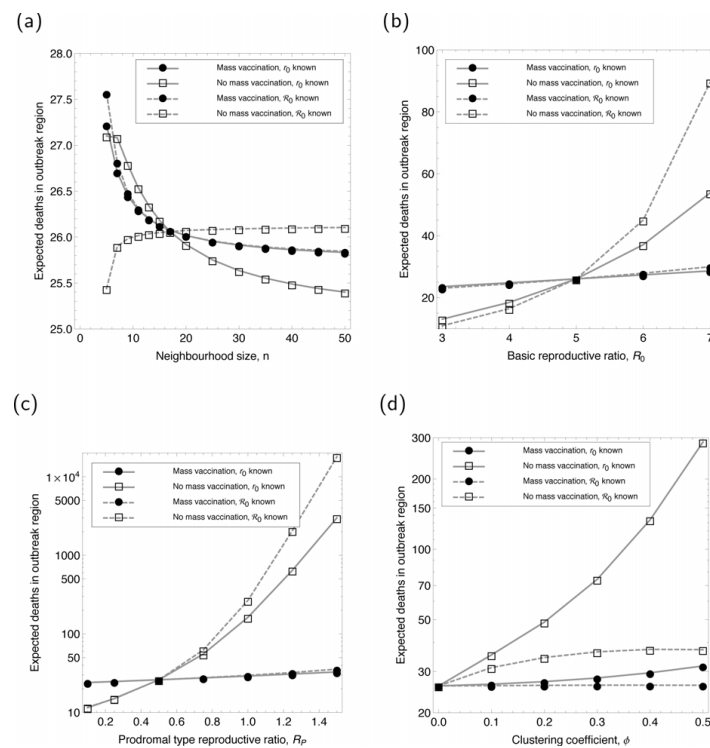 (a)
28.0
27.5
27.0
26.5
26.0
25.5
25.0
0
10
20
30
40
50
Expected deaths in outbreak region
Neighbourhood size, n
Mass vaccination, r0 known
No mass vaccination, r0 known
Mass vaccination, ℛ0 known
No mass vaccination, ℛ0 known
(b)
100
80
60
40
20
3
4
5
6
7
Expected deaths in outbreak region
Basic reproductive ratio, R0
Mass vaccination, r0 known
No mass vaccination, r0 known
Mass vaccination, ℛ0 known
No mass vaccination, ℛ0 known
(c)
1×10⁴
5000
1000
500
100
50
10
0.0
0.2
0.4
0.6
0.8
1.0
1.2
1.4
Expected deaths in outbreak region
Prodromal type reproductive ratio, RP
Mass vaccination, r0 known
No mass vaccination, r0 known
Mass vaccination, ℛ0 known
No mass vaccination, ℛ0 known
(d)
300
200
150
100
70
50
30
20
0.0
0.1
0.2
0.3
0.4
0.5
Expected deaths in outbreak region
Clustering coefficient, ϕ
Mass vaccination, r0 known
No mass vaccination, r0 known
Mass vaccination, ℛ0 known
No mass vaccination, ℛ0 known